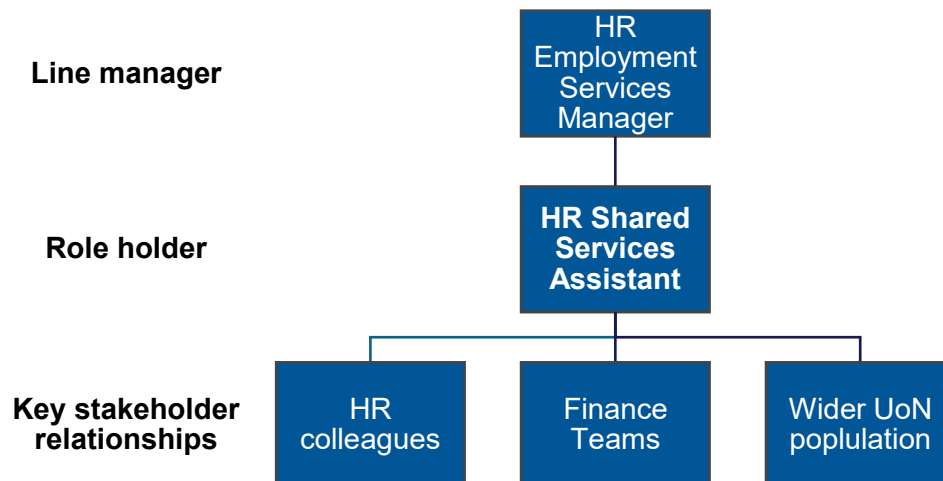 Line manager
HR
Employment
Services
Manager
Role holder
HR Shared
Services
Assistant
Key stakeholder
relationships
HR
colleagues
Finance
Teams
Wider UoN
poplulation